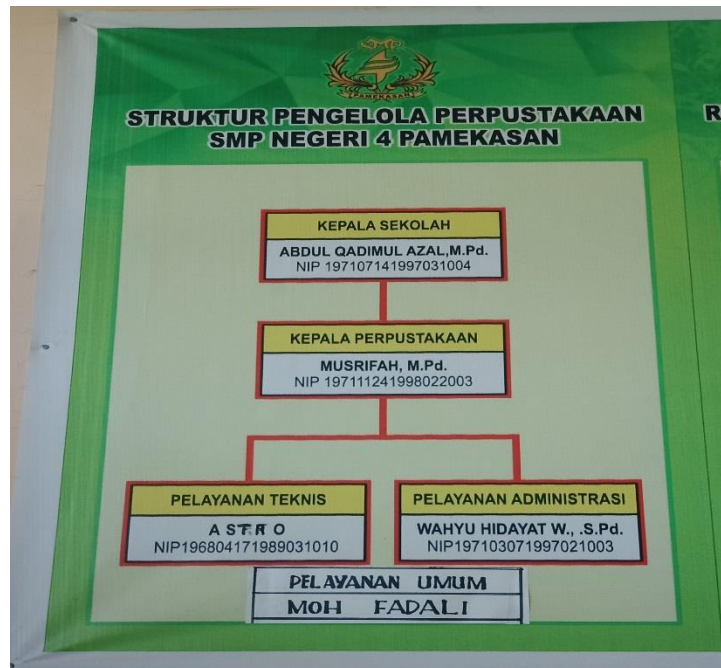 PAMEKASAN
STRUKTUR PENGELOLA PERPUSTAKAAN
SMP NEGERI 4 PAMEKASAN
R
KEPALA SEKOLAH
ABDUL QADIMUL AZAL,M.Pd.
NIP 197107141997031004
KEPALA PERPUSTAKAAN
MUSRIFAH, M.Pd.
NIP 197111241998022003
PELAYANAN TEKNIS
NIP196804171989031010
PELAYANAN ADMINISTRASI
WAHYU HIDAYAT W., .S.Pd.
NIP197103071997021003
PELAYANAN UMUM
MOH FADALI